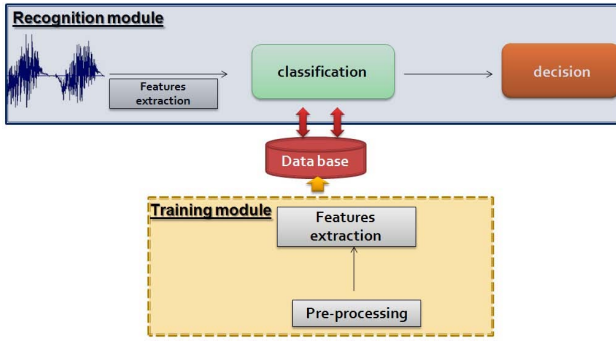 Recognition module
Features
extraction
classification
decision
Data base
Training module
Features
extraction
Pre-processing